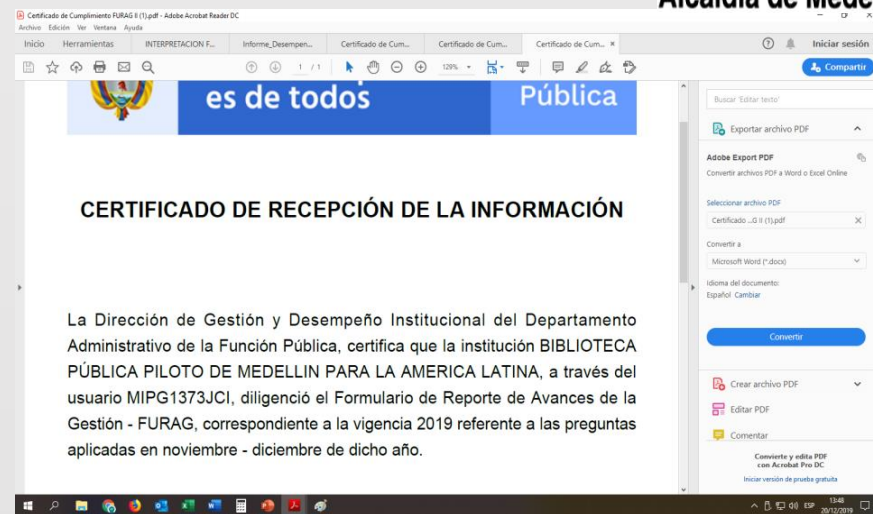 Alcaldía de Mede
Certificado de Cumplimiento FURAG II (1).pdf - Adobe Acrobat Reader DC
Archivo Edición Ver Ventana Ayuda
Inicio Herramientas INTERPRETACION F... Informe_Desempen... Certificado de Cum... Certificado de Cum... Certificado de Cum... × Iniciar sesión
1 / 1 129% Compartir
es de todos Pública
CERTIFICADO DE RECEPCIÓN DE LA INFORMACIÓN
La Dirección de Gestión y Desempeño Institucional del Departamento
Administrativo de la Función Pública, certifica que la institución BIBLIOTECA
PÚBLICA PILOTO DE MEDELLIN PARA LA AMERICA LATINA, a través del
usuario MIPG1373JCI, diligenció el Formulario de Reporte de Avances de la
Gestión - FURAG, correspondiente a la vigencia 2019 referente a las preguntas
aplicadas en noviembre - diciembre de dicho año.
Buscar 'Editar texto'
Exportar archivo PDF
Adobe Export PDF
Convertir archivos PDF a Word o Excel Online
Seleccionar archivo PDF
Certificado ...G II (1).pdf
Convertir a
Microsoft Word (*.docx)
Idioma del documento:
Español Cambiar
Convertir
Crear archivo PDF
Editar PDF
Comentar
Convierte y edita PDF
con Acrobat Pro DC
Iniciar versión de prueba gratuita
ESP 13:48
20/12/2019